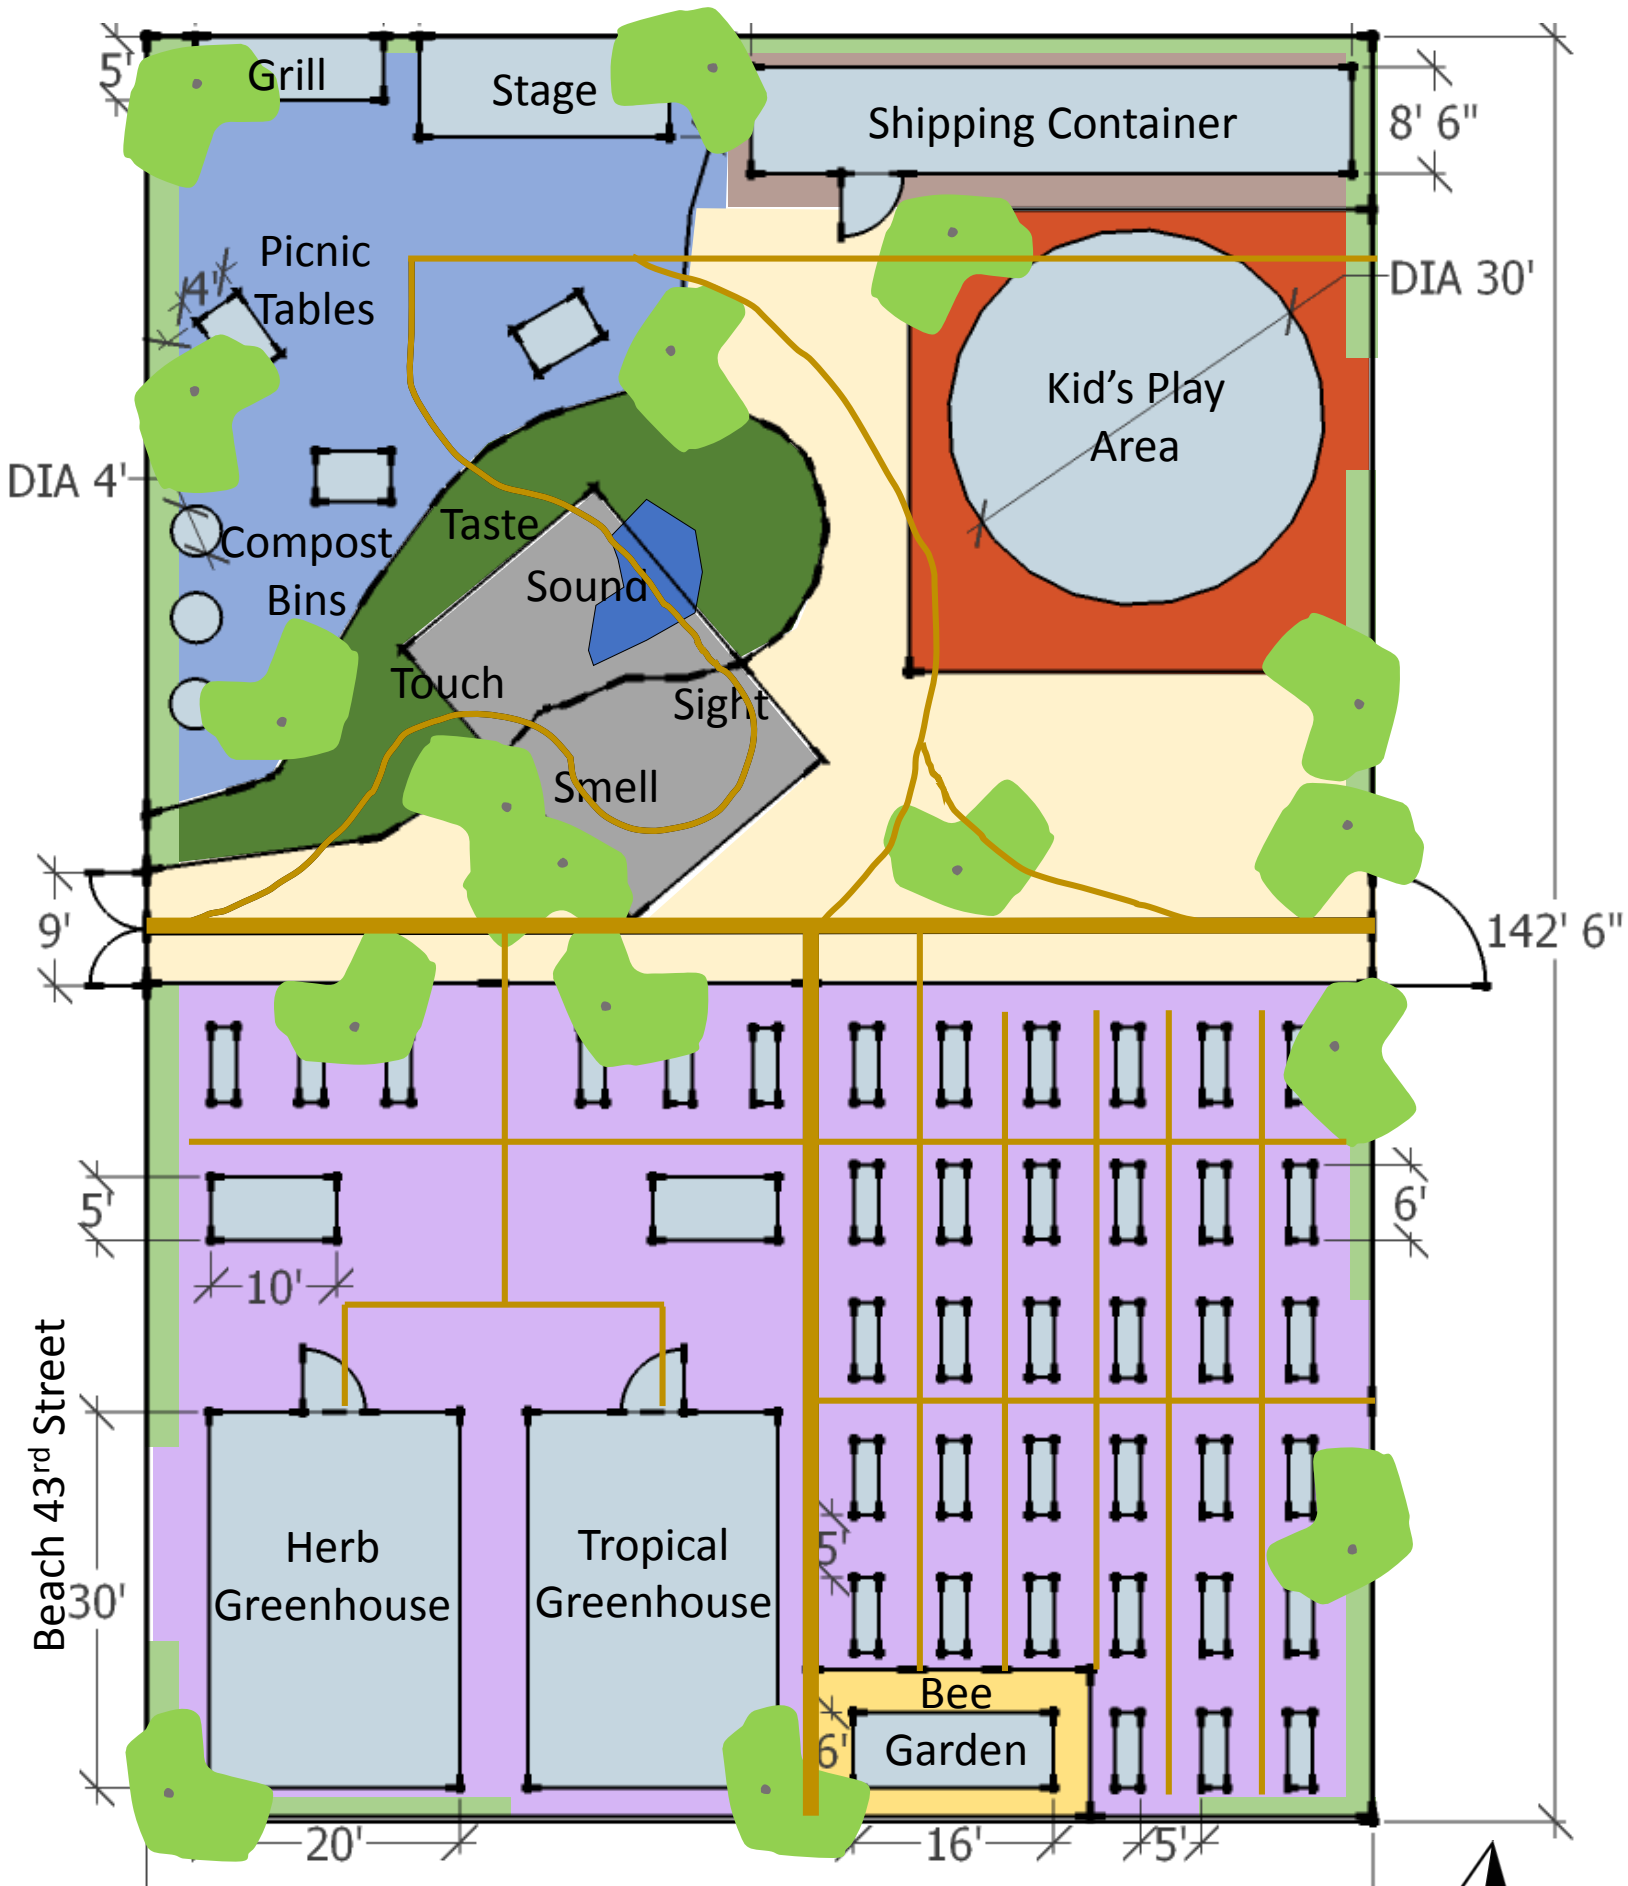 5'
Grill
Stage
Shipping Container
8' 6"
Picnic
Tables
4'
DIA 30'
Kid's Play
Area
DIA 4'
Taste
Compost
Bins
Sound
Touch
Sight
Smell
9'
142' 6"
5'
6'
10'
Beach 43rd Street
30'
Herb
Greenhouse
Tropical
Greenhouse
5'
Bee
Garden
6'
20'
16'
5'